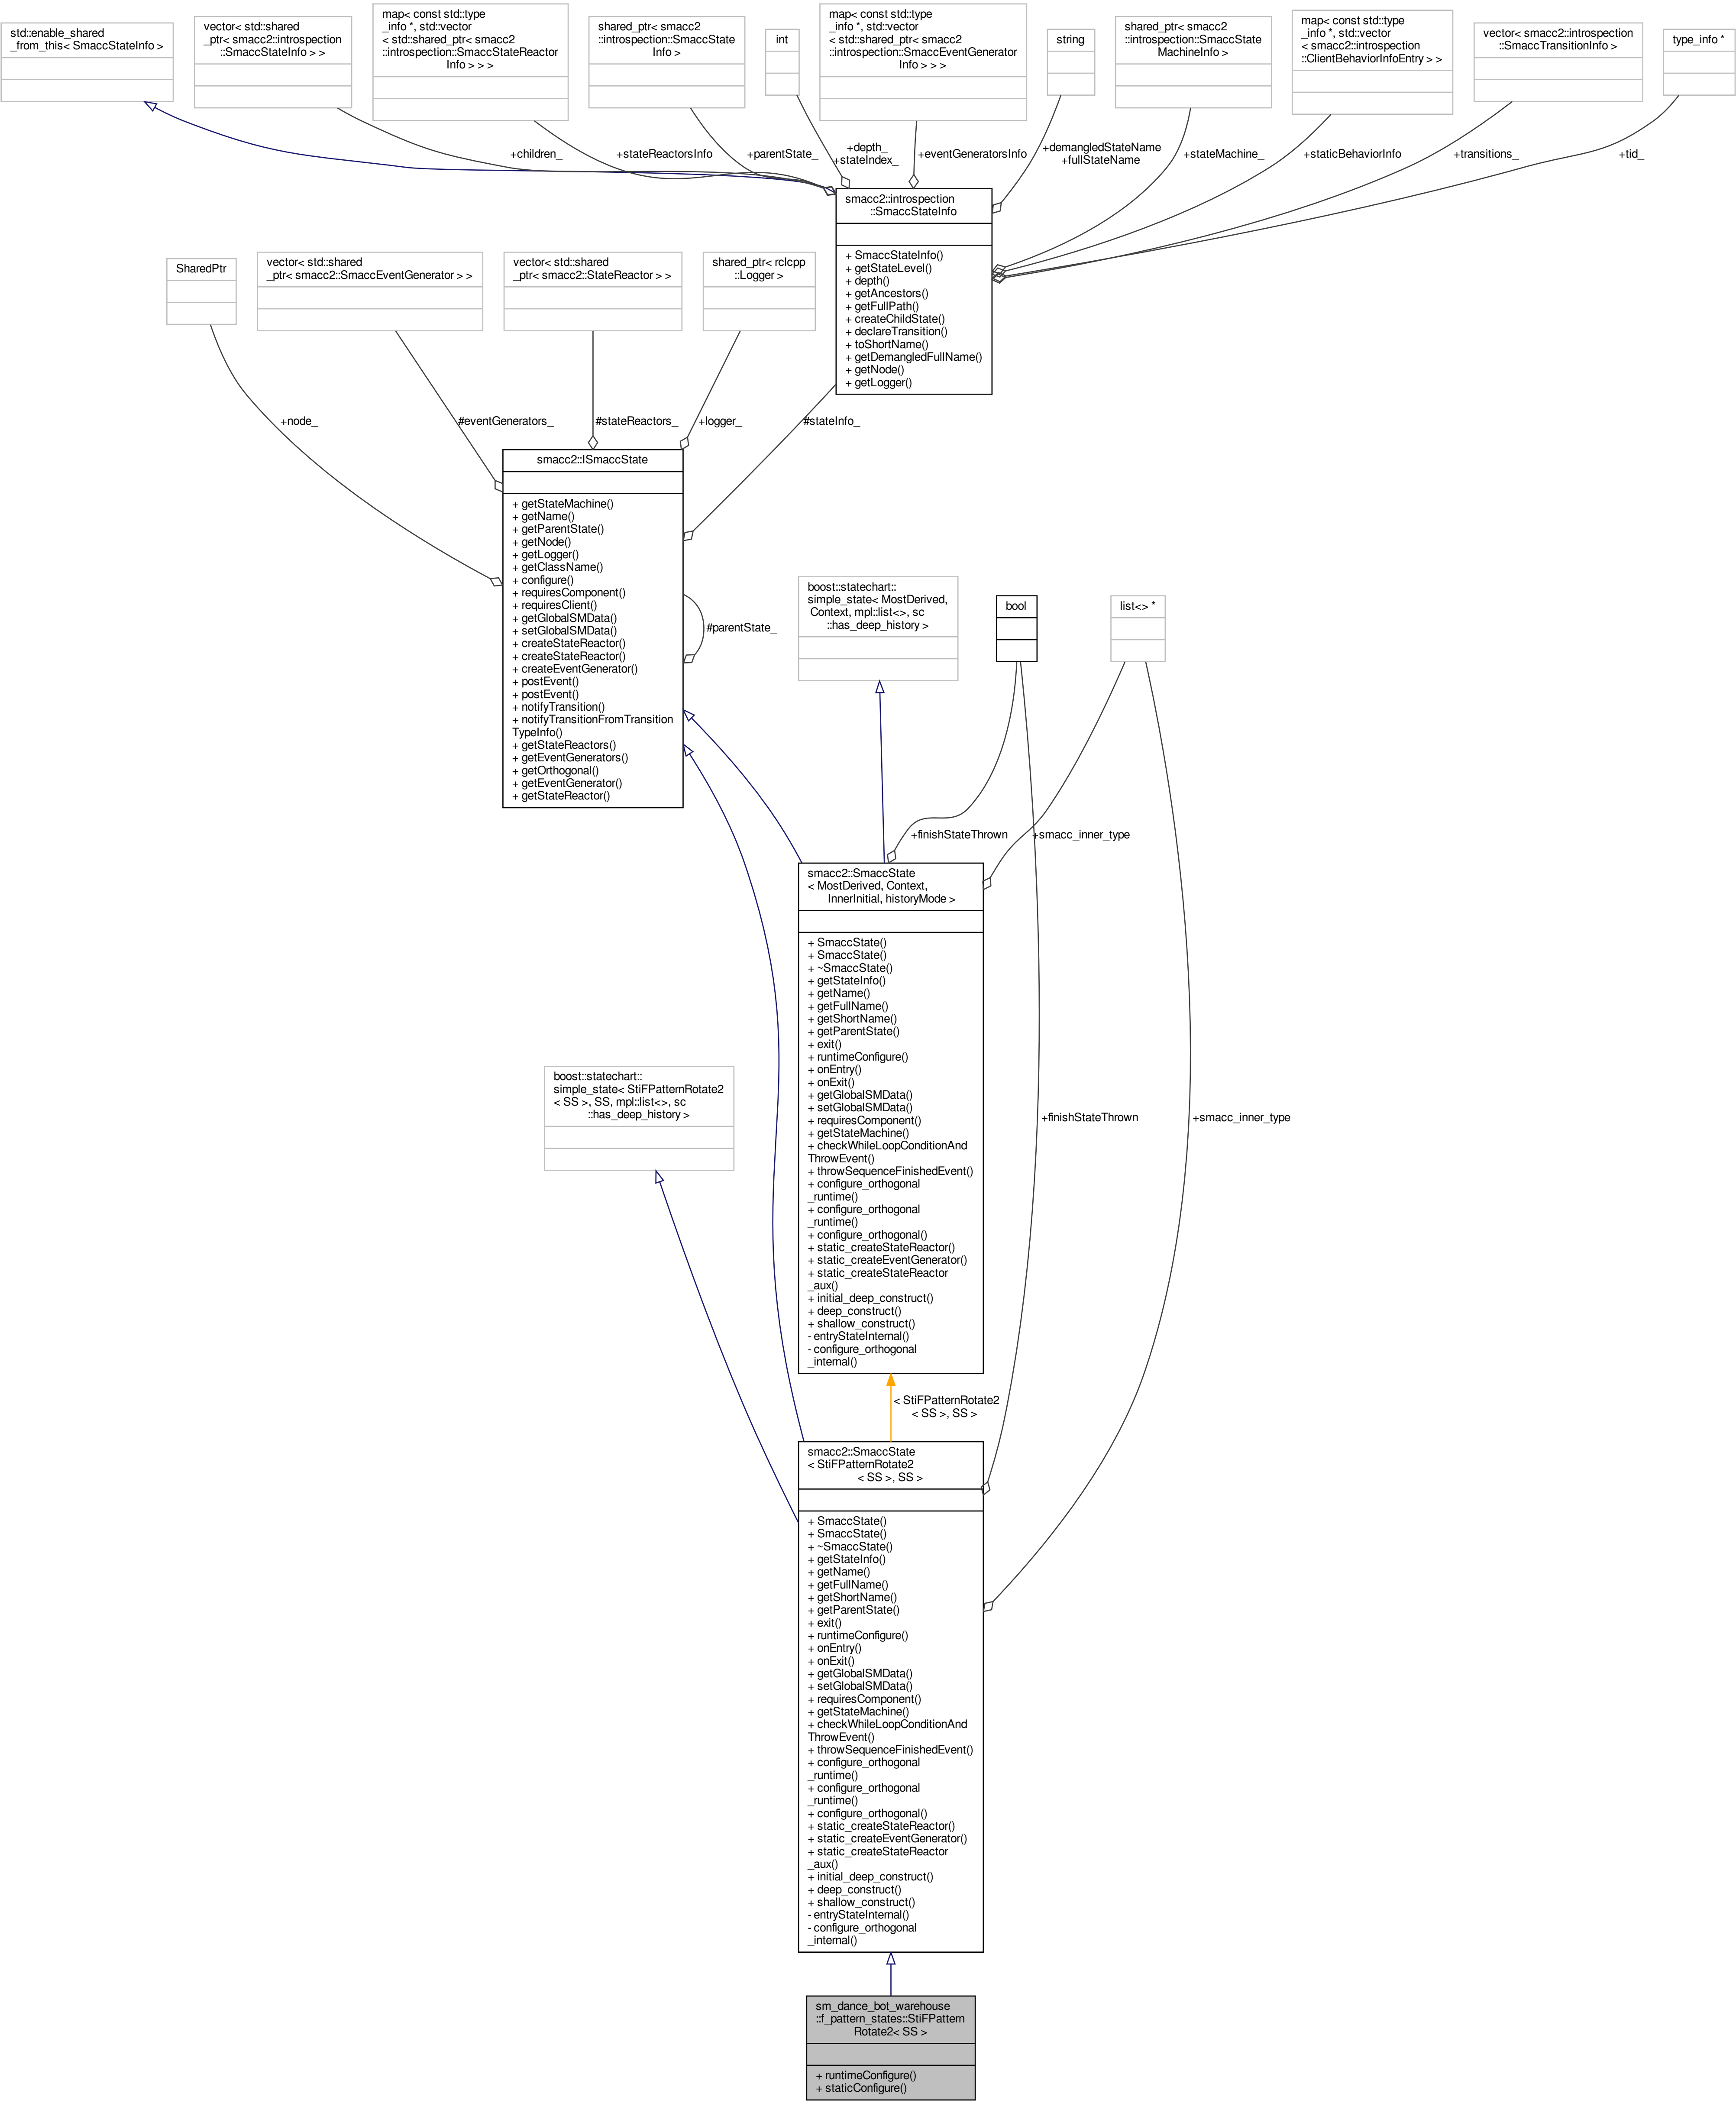 std::enable_shared
_from_this< SmaccStateInfo >
vector< std::shared
_ptr< smacc2::introspection
::SmaccStateInfo > >
map< const std::type
_info *, std::vector
< std::shared_ptr< smacc2
::introspection::SmaccStateReactor
Info > > >
shared_ptr< smacc2
::introspection::SmaccState
Info >
int
map< const std::type
_info *, std::vector
< std::shared_ptr< smacc2
::introspection::SmaccEventGenerator
Info > > >
string
shared_ptr< smacc2
::introspection::SmaccState
MachineInfo >
map< const std::type
_info *, std::vector
< smacc2::introspection
::ClientBehaviorInfoEntry > >
vector< smacc2::introspection
::SmaccTransitionInfo >
type_info *
+children_
+stateReactorsInfo
+parentState_
+depth_
+stateIndex_
+eventGeneratorsInfo
+demangledStateName
+fullStateName
+stateMachine_
+staticBehaviorInfo
+transitions_
+tid_
smacc2::introspection
::SmaccStateInfo
+ SmaccStateInfo()
+ getStateLevel()
+ depth()
+ getAncestors()
+ getFullPath()
+ createChildState()
+ declareTransition()
+ toShortName()
+ getDemangledFullName()
+ getNode()
+ getLogger()
SharedPtr
vector< std::shared
_ptr< smacc2::SmaccEventGenerator > >
vector< std::shared
_ptr< smacc2::StateReactor > >
shared_ptr< rclcpp
::Logger >
+node_
#eventGenerators_
#stateReactors_
+logger_
#stateInfo_
smacc2::ISmaccState
+ getStateMachine()
+ getName()
+ getParentState()
+ getNode()
+ getLogger()
+ getClassName()
+ configure()
+ requiresComponent()
+ requiresClient()
+ getGlobalSMData()
+ setGlobalSMData()
+ createStateReactor()
+ createStateReactor()
+ createEventGenerator()
+ postEvent()
+ postEvent()
+ notifyTransition()
+ notifyTransitionFromTransition
TypeInfo()
+ getStateReactors()
+ getEventGenerators()
+ getOrthogonal()
+ getEventGenerator()
+ getStateReactor()
#parentState_
boost::statechart::
simple_state< MostDerived,
Context, mpl::list<>, sc
::has_deep_history >
bool
list<> *
+finishStateThrown
+smacc_inner_type
smacc2::SmaccState
< MostDerived, Context,
InnerInitial, historyMode >
+ SmaccState()
+ SmaccState()
+ ~SmaccState()
+ getStateInfo()
+ getName()
+ getFullName()
+ getShortName()
+ getParentState()
+ exit()
+ runtimeConfigure()
+ onEntry()
+ onExit()
+ getGlobalSMData()
+ setGlobalSMData()
+ requiresComponent()
+ getStateMachine()
+ checkWhileLoopConditionAnd
ThrowEvent()
+ throwSequenceFinishedEvent()
+ configure_orthogonal
_runtime()
+ configure_orthogonal
_runtime()
+ configure_orthogonal()
+ static_createStateReactor()
+ static_createEventGenerator()
+ static_createStateReactor
_aux()
+ initial_deep_construct()
+ deep_construct()
+ shallow_construct()
- entryStateInternal()
- configure_orthogonal
_internal()
boost::statechart::
simple_state< StiFPatternRotate2
< SS >, SS, mpl::list<>, sc
::has_deep_history >
+finishStateThrown
+smacc_inner_type
< StiFPatternRotate2
< SS >, SS >
smacc2::SmaccState
< StiFPatternRotate2
< SS >, SS >
+ SmaccState()
+ SmaccState()
+ ~SmaccState()
+ getStateInfo()
+ getName()
+ getFullName()
+ getShortName()
+ getParentState()
+ exit()
+ runtimeConfigure()
+ onEntry()
+ onExit()
+ getGlobalSMData()
+ setGlobalSMData()
+ requiresComponent()
+ getStateMachine()
+ checkWhileLoopConditionAnd
ThrowEvent()
+ throwSequenceFinishedEvent()
+ configure_orthogonal
_runtime()
+ configure_orthogonal
_runtime()
+ configure_orthogonal()
+ static_createStateReactor()
+ static_createEventGenerator()
+ static_createStateReactor
_aux()
+ initial_deep_construct()
+ deep_construct()
+ shallow_construct()
- entryStateInternal()
- configure_orthogonal
_internal()
sm_dance_bot_warehouse
::f_pattern_states::StiFPattern
Rotate2< SS >
+ runtimeConfigure()
+ staticConfigure()